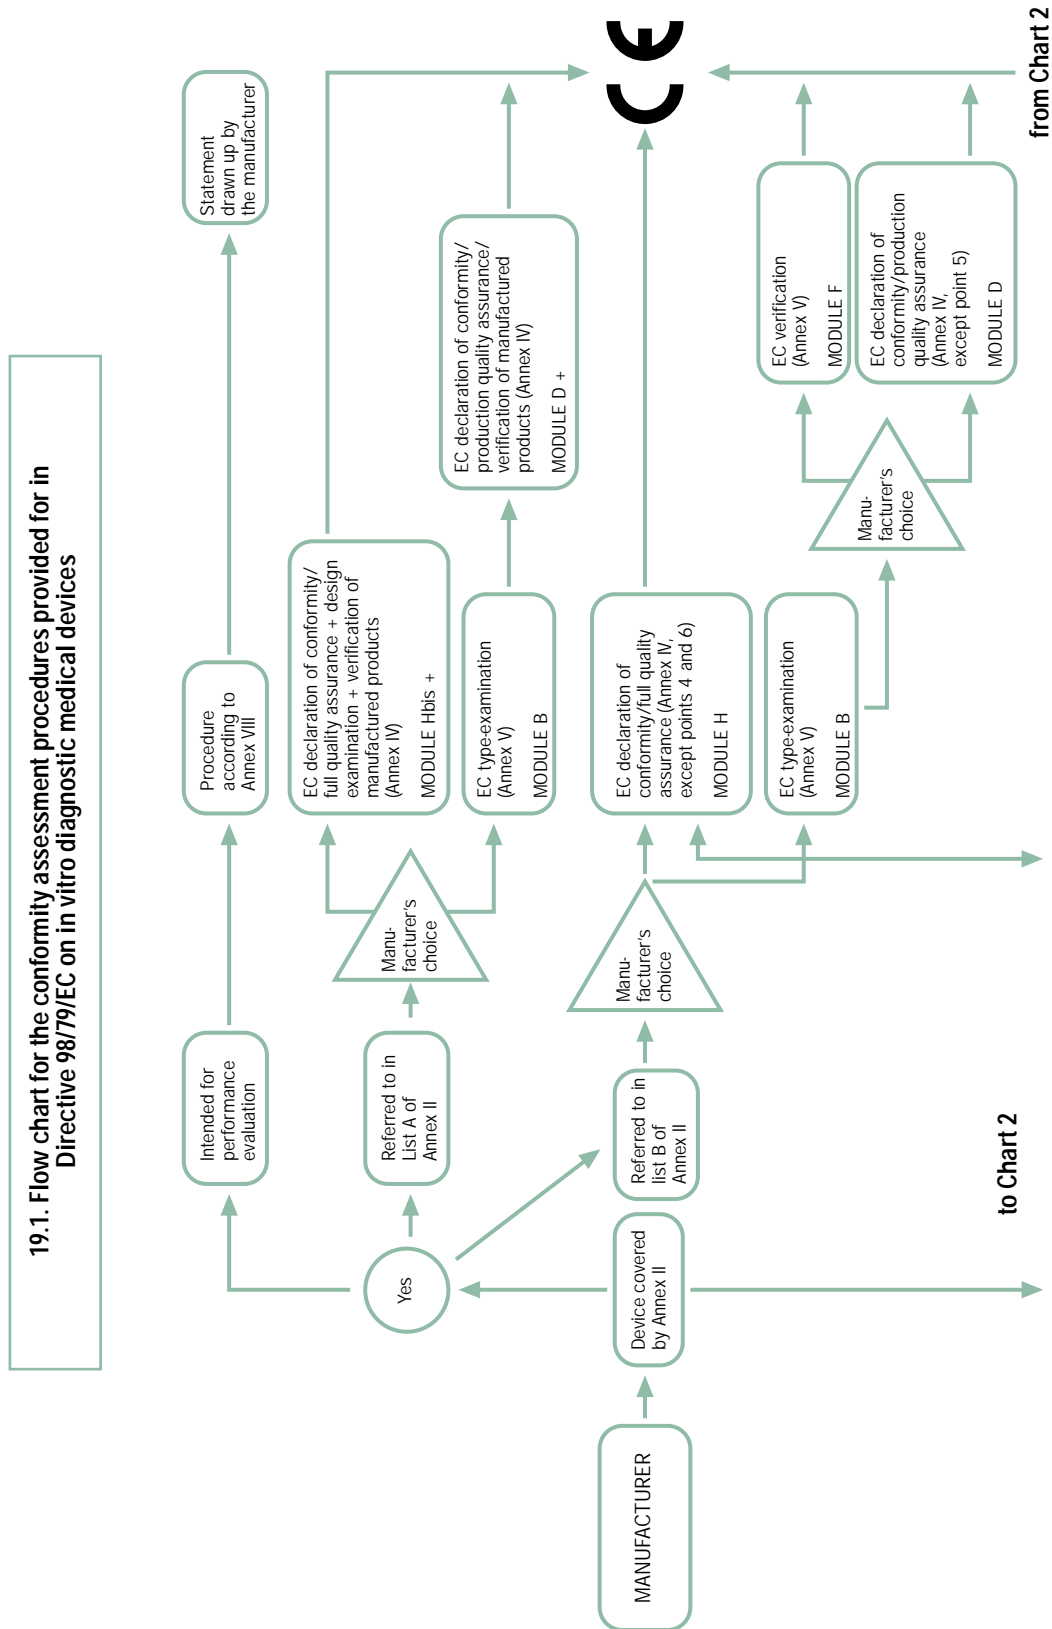 19.1. Flow chart for the conformity assessment procedures provided for in
Directive 98/79/EC on in vitro diagnostic medical devices
MANUFACTURER
Device covered
by Annex II
Yes
Intended for
performance
evaluation
Procedure
according to
Annex VIII
Statement
drawn up by
the manufacturer
Referred to in
List A of
Annex II
Manu-
facturer's
choice
EC declaration of conformity/
full quality assurance + design
examination + verification of
manufactured products
(Annex IV)
MODULE Hbis +
EC type-examination
(Annex V)
MODULE B
EC declaration of conformity/
production quality assurance/
verification of manufactured
products (Annex IV)
MODULE D +
Referred to in
list B of
Annex II
Manu-
facturer's
choice
EC declaration of
conformity/full quality
assurance (Annex IV,
except points 4 and 6)
MODULE H
EC type-examination
(Annex V)
MODULE B
Manu-
facturer's
choice
EC verification
(Annex V)
MODULE F
EC declaration of
conformity/production
quality assurance
(Annex IV,
except point 5)
MODULE D
CE
to Chart 2
from Chart 2